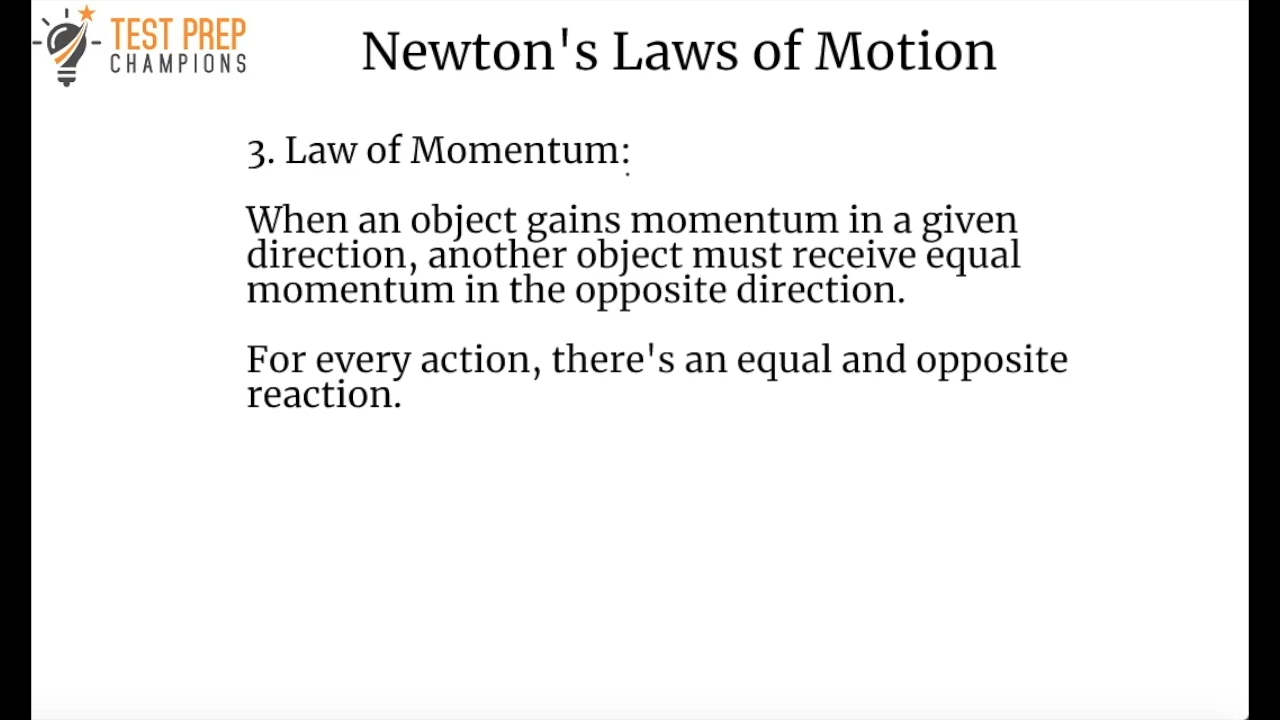 TEST PREP
CHAMPIONS
Newton's Laws of Motion
3. Law of Momentum:
When an object gains momentum in a given
direction, another object must receive equal
momentum in the opposite direction.
For every action, there's an equal and opposite
reaction.